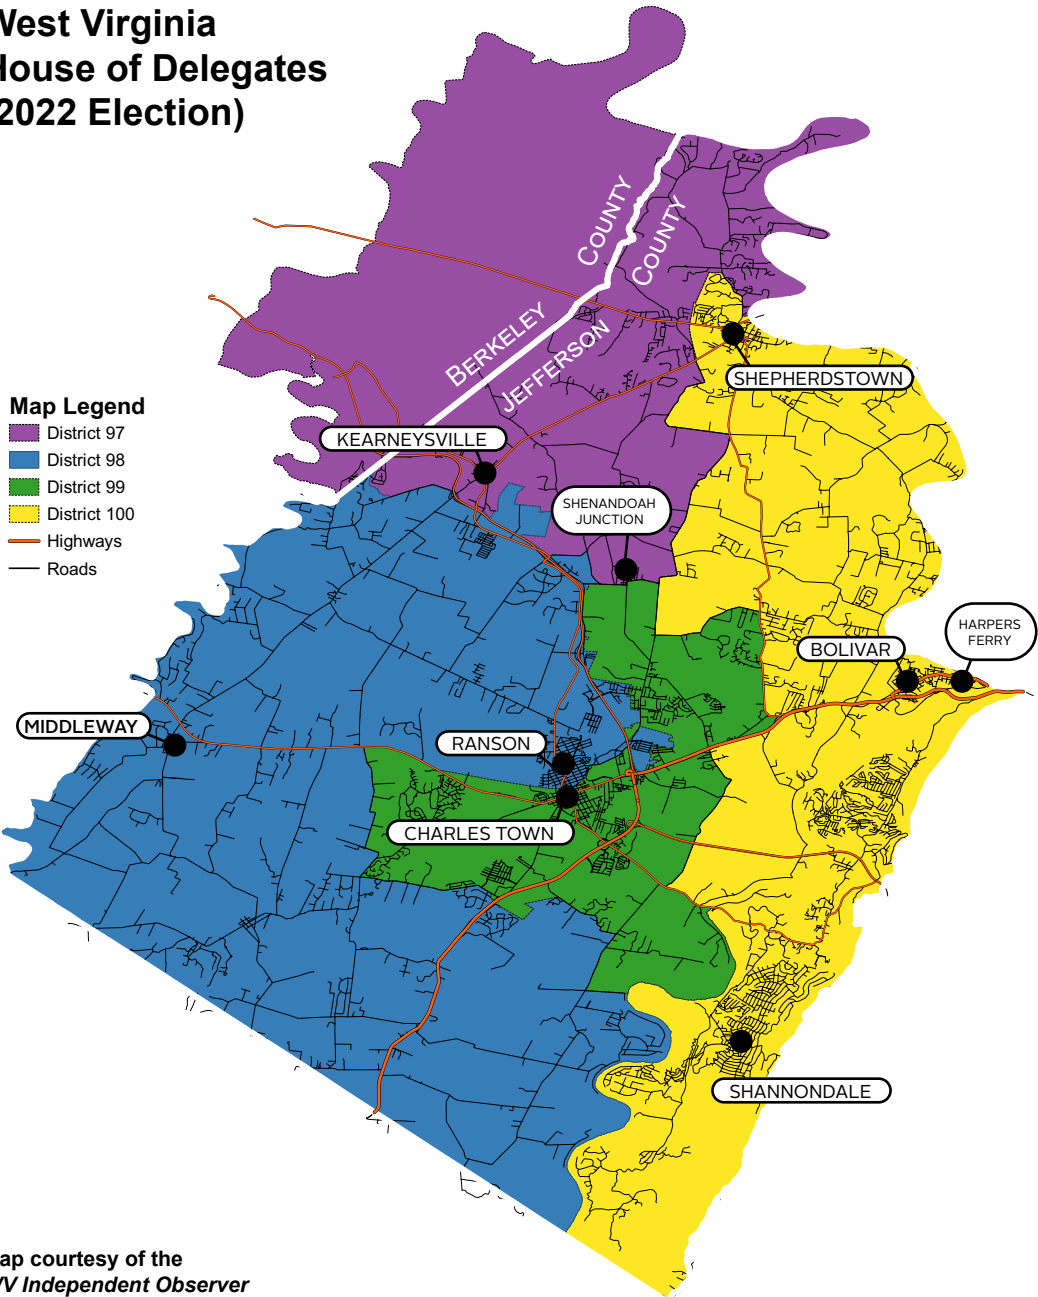 West Virginia
House of Delegates
(2022 Election)
COUNTY
COUNTY
BERKELEY
JEFFERSON
SHEPHERDSTOWN
Map Legend
District 97
District 98
District 99
District 100
Highways
Roads
KEARNEYSVILLE
SHENANDOAH
JUNCTION
HARPERS
FERRY
BOLIVAR
MIDDLEWAY
RANSON
CHARLES TOWN
SHANNONDALE
ap courtesy of the
WV Independent Observer